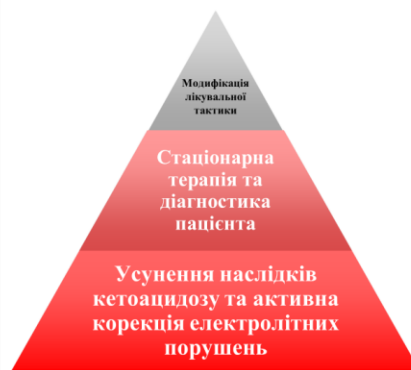 Модифікація
лікувальної
тактики
Стаціонарна
терапія та
діагностика
пацієнта
Усунення наслідків
кетоацидозу та активна
корекція електролітних
порушень